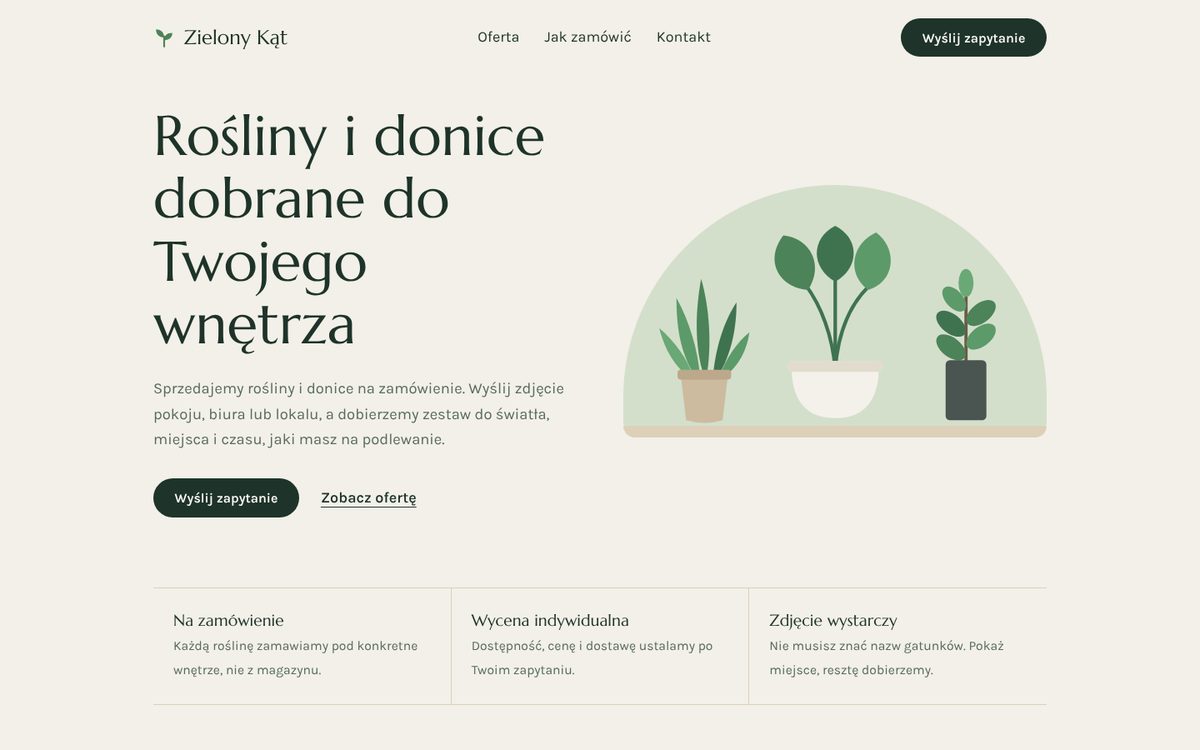 Zielony Kąt
Oferta
Jak zamówić
Kontakt
Wyślij zapytanie
Rośliny i donice
dobrane do
Twojego
wnętrza
Sprzedajemy rośliny i donice na zamówienie. Wyślij zdjęcie
pokoju, biura lub lokalu, a dobierzemy zestaw do światła,
miejsca i czasu, jaki masz na podlewanie.
Wyślij zapytanie
Zobacz ofertę
Na zamówienie
Każdą roślinę zamawiamy pod konkretne
wnętrze, nie z magazynu.
Wycena indywidualna
Dostępność, cenę i dostawę ustalamy po
Twoim zapytaniu.
Zdjęcie wystarczy
Nie musisz znać nazw gatunków. Pokaż
miejsce, resztę dobierzemy.